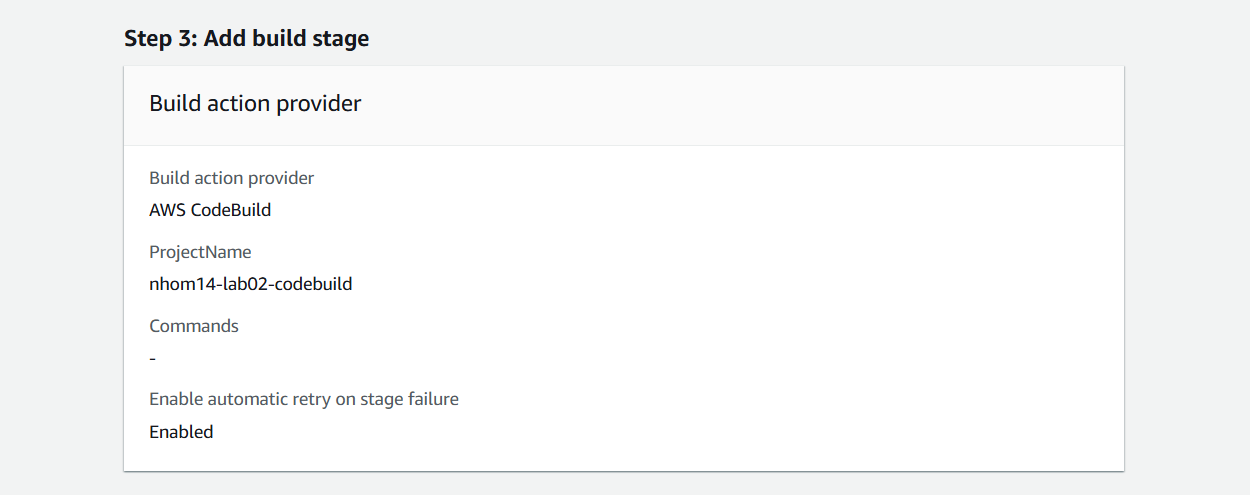 Step 3: Add build stage
Build action provider
Build action provider
AWS CodeBuild
ProjectName
nhom14-lab02-codebuild
Commands
-
Enable automatic retry on stage failure
Enabled